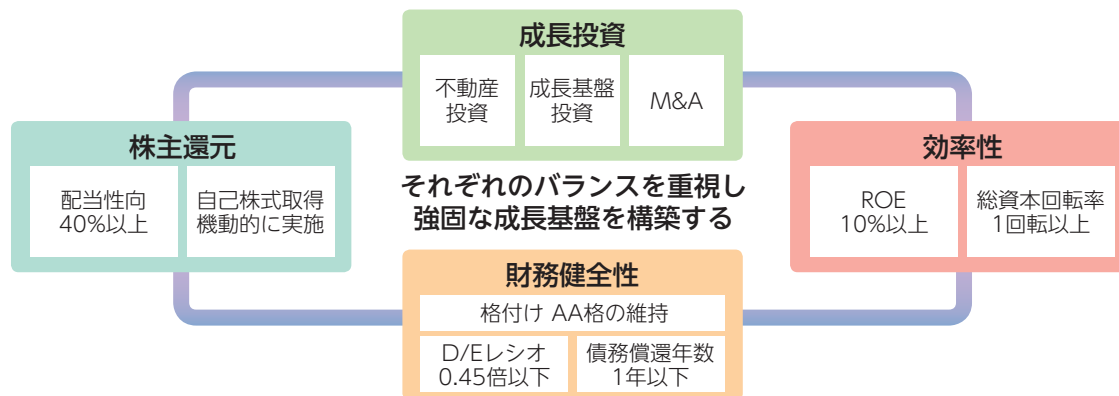 成長投資
不動産
投資
成長基盤
投資
M&A
株主還元
配当性向
40%以上
自己株式取得
機動的に実施
それぞれのバランスを重視し
強固な成長基盤を構築する
効率性
ROE
10%以上
総資本回転率
1回転以上
財務健全性
格付け AA格の維持
D/Eレシオ
0.45倍以下
債務償還年数
1年以下